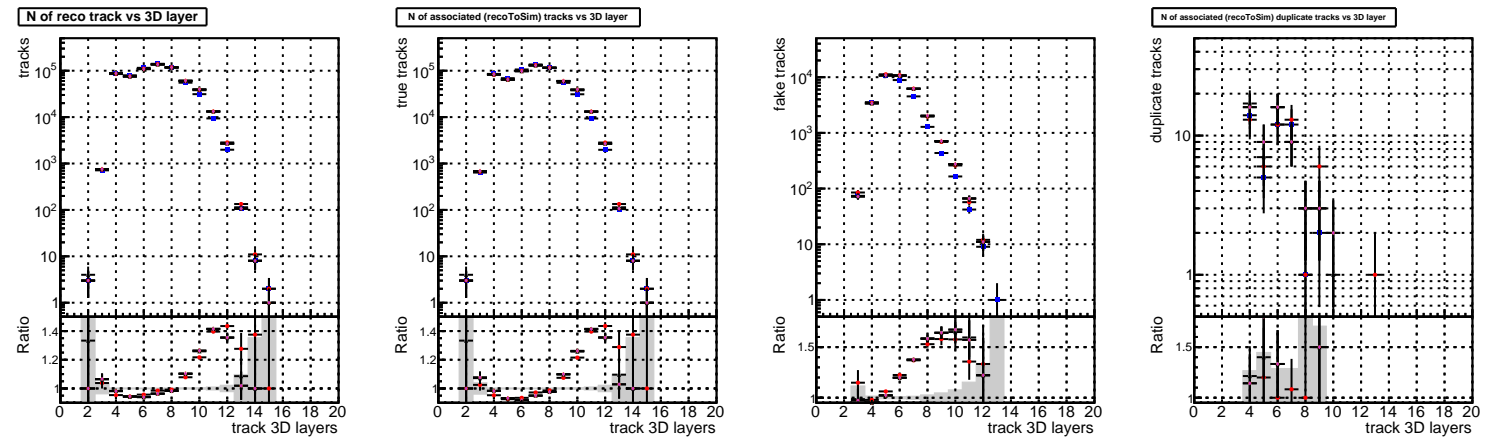 N of reco track vs 3D layer
tracks
10^5
10^4
10^3
10^2
10
1
Ratio
1.4
1.2
1
0 2 4 6 8 10 12 14 16 18 20
track 3D layers
N of associated (recoToSim) tracks vs 3D layer
true tracks
10^5
10^4
10^3
10^2
10
1
Ratio
1.4
1.2
1
0 2 4 6 8 10 12 14 16 18 20
track 3D layers
fake tracks
10^4
10^3
10^2
10
1
Ratio
1.5
1
0 2 4 6 8 10 12 14 16 18 20
track 3D layers
N of associated (recoToSim) duplicate tracks vs 3D layer
duplicate tracks
10
1
Ratio
1.5
1
0 2 4 6 8 10 12 14 16 18 20
track 3D layers